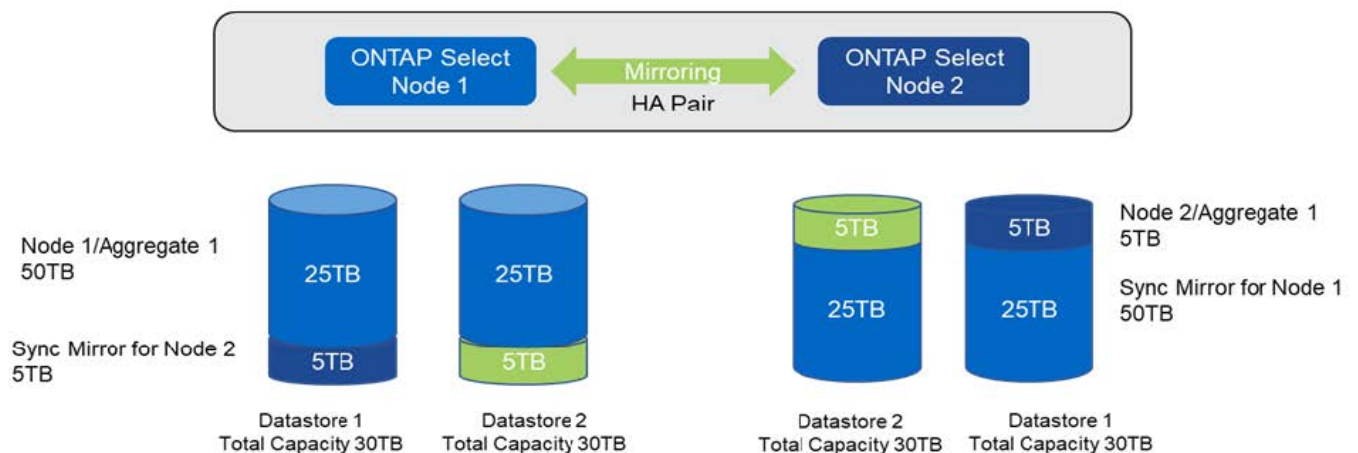 ONTAP Select
Node 1
Mirroring
HA Pair
ONTAP Select
Node 2
Node 1/Aggregate 1
50TB
Sync Mirror for Node 2
5TB
25TB
5TB
25TB
5TB
5TB
25TB
5TB
25TB
Node 2/Aggregate 1
5TB
Sync Mirror for Node 1
50TB
Datastore 1
Total Capacity 30TB
Datastore 2
Total Capacity 30TB
Datastore 2
Total Capacity 30TB
Datastore 1
Total Capacity 30TB